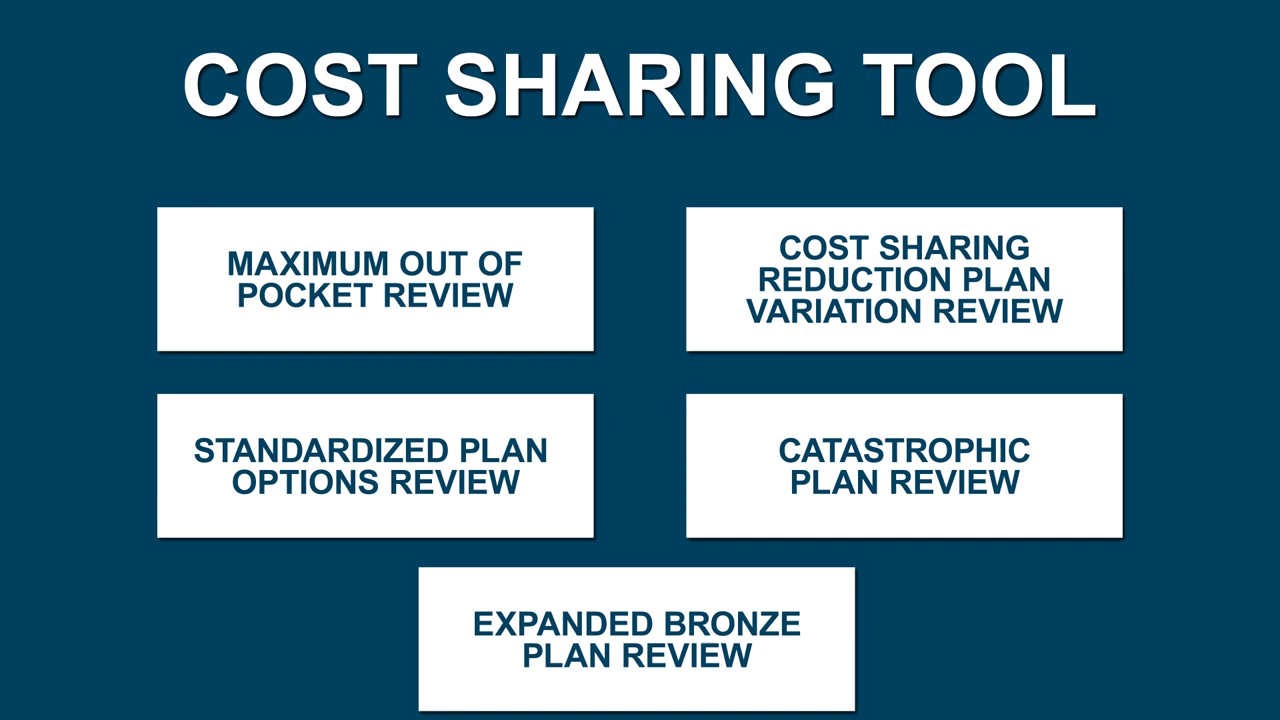 COST SHARING TOOL
MAXIMUM OUT OF
POCKET REVIEW
COST SHARING
REDUCTION PLAN
VARIATION REVIEW
STANDARDIZED PLAN
OPTIONS REVIEW
CATASTROPHIC
PLAN REVIEW
EXPANDED BRONZE
PLAN REVIEW